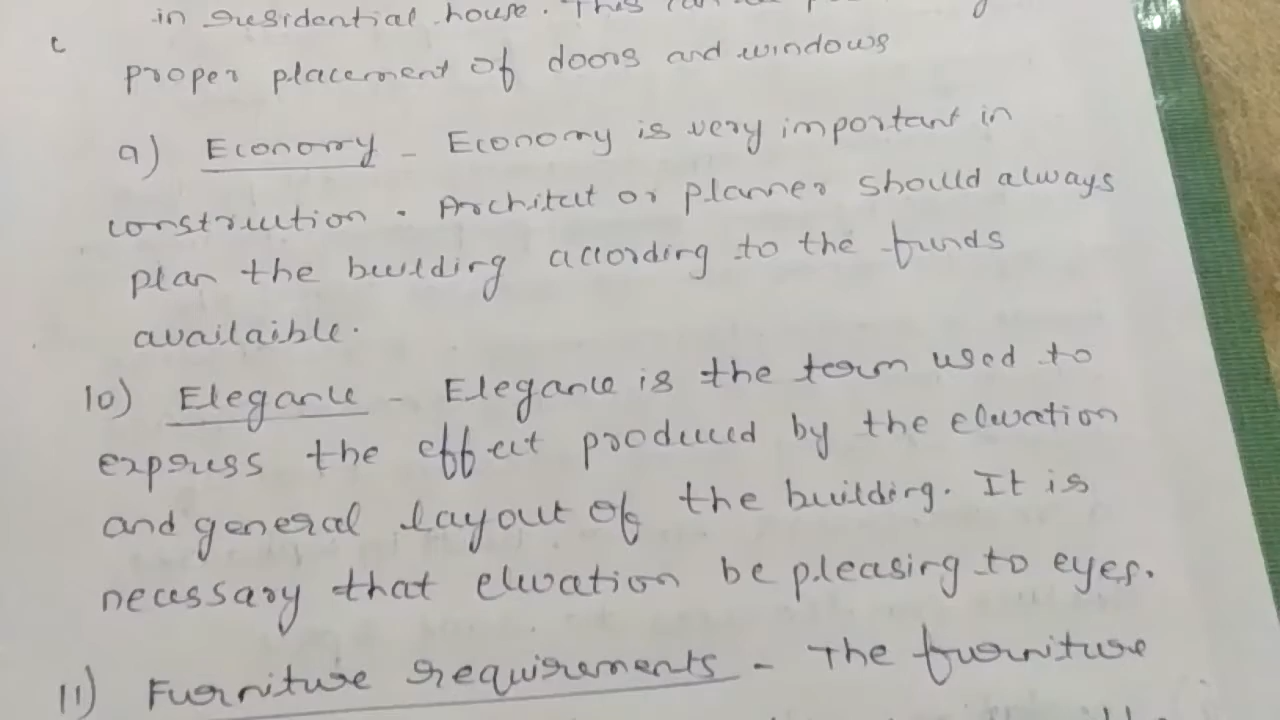 in residential house. This
proper placement of doors and windows
9) Economy - Economy is very important in
construction. Architect or planner should always
plan the building according to the funds
availaible.
10) Elegance - Elegance is the term used to
express the effect produced by the elevation
and general layout of the building. It is
necessary that elevation be pleasing to eyes.
11) Furniture requirements - The furniture